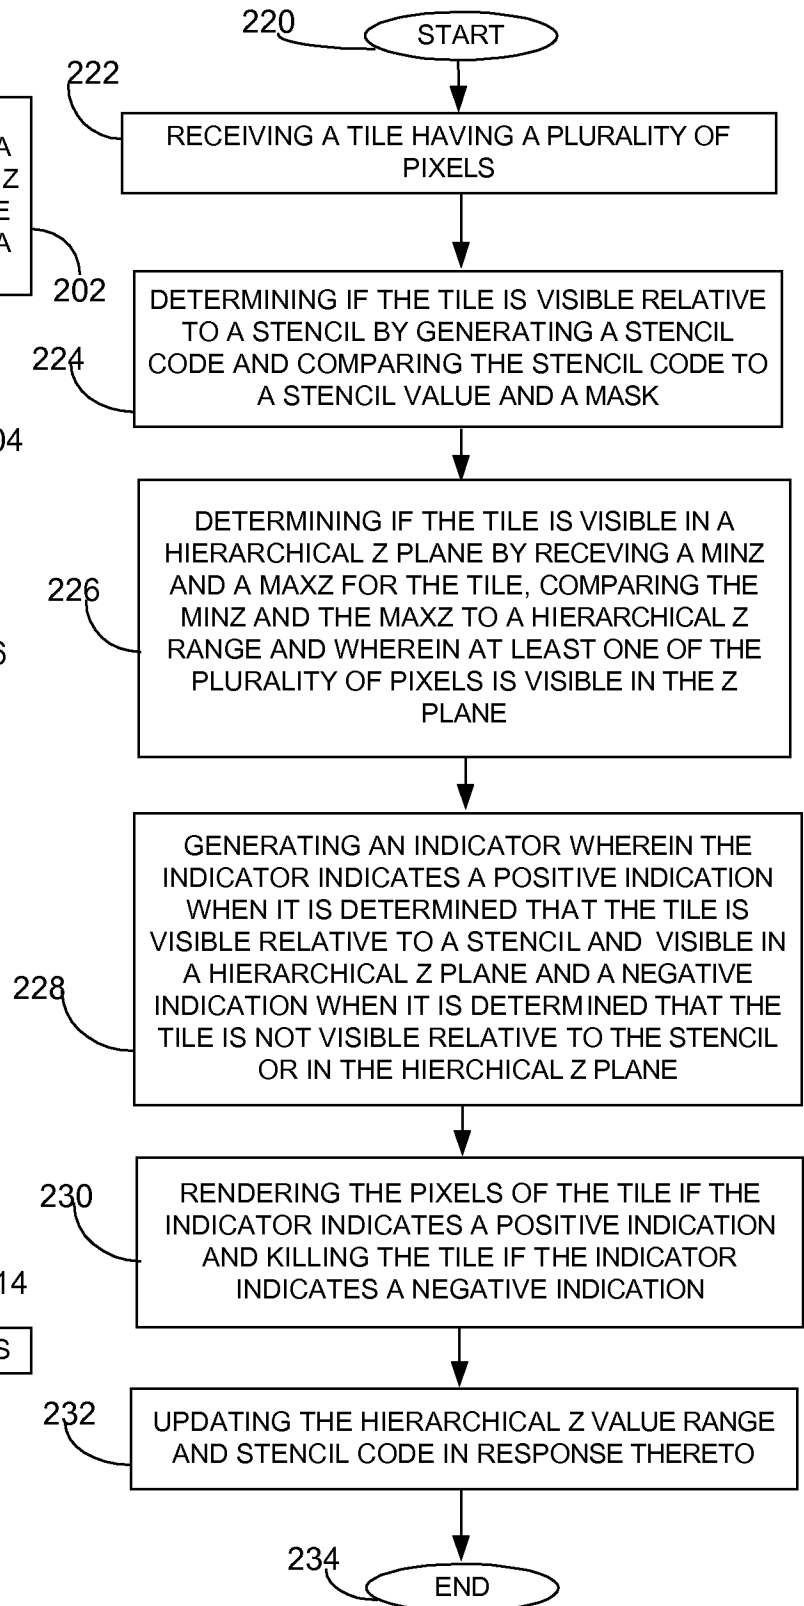 220
START
222
RECEIVING A TILE HAVING A PLURALITY OF
PIXELS
A
Z
E
A
202
224
DETERMINING IF THE TILE IS VISIBLE RELATIVE
TO A STENCIL BY GENERATING A STENCIL
CODE AND COMPARING THE STENCIL CODE TO
A STENCIL VALUE AND A MASK
04
226
DETERMINING IF THE TILE IS VISIBLE IN A
HIERARCHICAL Z PLANE BY RECEVING A MINZ
AND A MAXZ FOR THE TILE, COMPARING THE
MINZ AND THE MAXZ TO A HIERARCHICAL Z
RANGE AND WHEREIN AT LEAST ONE OF THE
PLURALITY OF PIXELS IS VISIBLE IN THE Z
PLANE
6
228
GENERATING AN INDICATOR WHEREIN THE
INDICATOR INDICATES A POSITIVE INDICATION
WHEN IT IS DETERMINED THAT THE TILE IS
VISIBLE RELATIVE TO A STENCIL AND VISIBLE IN
A HIERARCHICAL Z PLANE AND A NEGATIVE
INDICATION WHEN IT IS DETERMINED THAT THE
TILE IS NOT VISIBLE RELATIVE TO THE STENCIL
OR IN THE HIERCHICAL Z PLANE
230
RENDERING THE PIXELS OF THE TILE IF THE
INDICATOR INDICATES A POSITIVE INDICATION
AND KILLING THE TILE IF THE INDICATOR
INDICATES A NEGATIVE INDICATION
14
S
232
UPDATING THE HIERARCHICAL Z VALUE RANGE
AND STENCIL CODE IN RESPONSE THERETO
234
END